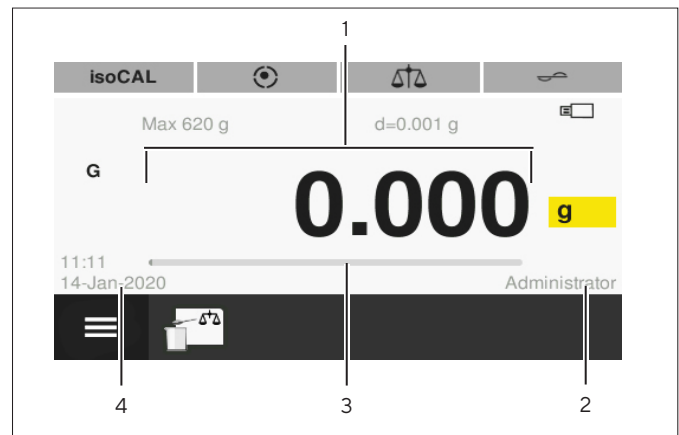 1
isoCAL
Max 620 g d=0.001 g
G
0.000 g
11:11
14-Jan-2020 Administrator
4 3 2